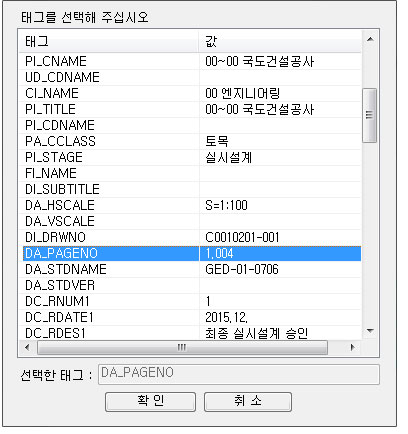 태그를 선택해 주십시오
태그 값
PI_CNAME 00~00 국도건설공사
UD_CDNAME
CI_NAME 00 엔지니어링
PI_TITLE 00~00 국도건설공사
PI_CDNAME
PA_CCLASS 토목
PI_STAGE 실시설계
FI_NAME
DI_SUBTITLE
DA_HSCALE S=1:100
DA_VSCALE
DI_DRWNO C0010201-001
DA_PAGENO 1,004
DA_STDNAME GED-01-0706
DA_STDVER
DC_RNUM1 1
DC_RDATE1 2015.12.
DC_RDES1 최종 실시설계 승인
선택한 태그 : DA_PAGENO
확 인 취 소